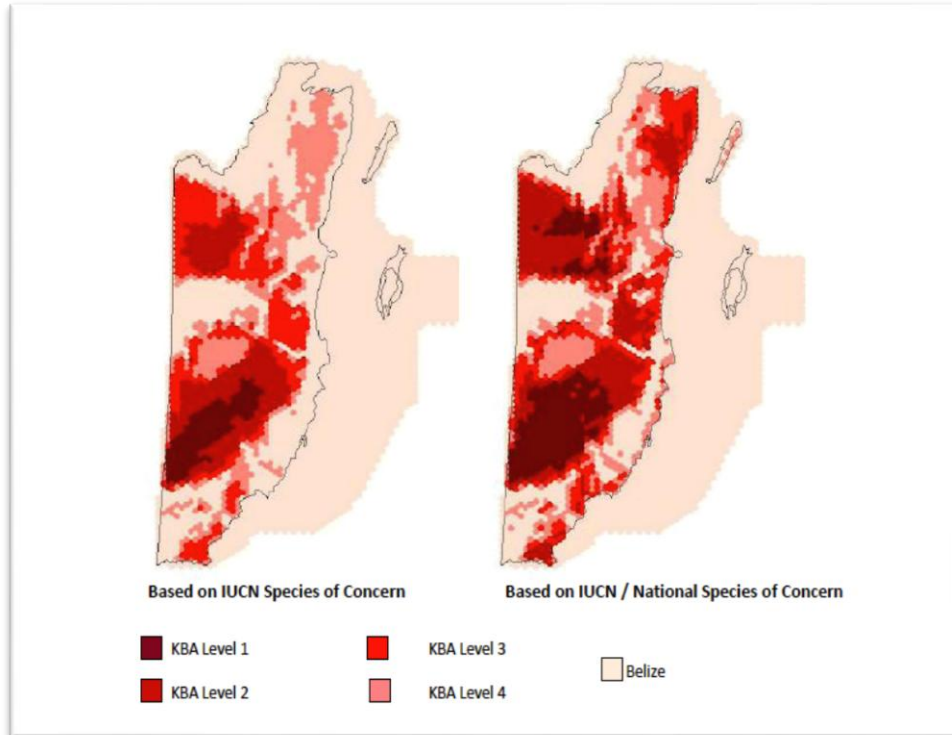 Based on IUCN Species of Concern
Based on IUCN / National Species of Concern
KBA Level 1
KBA Level 3
Belize
KBA Level 2
KBA Level 4